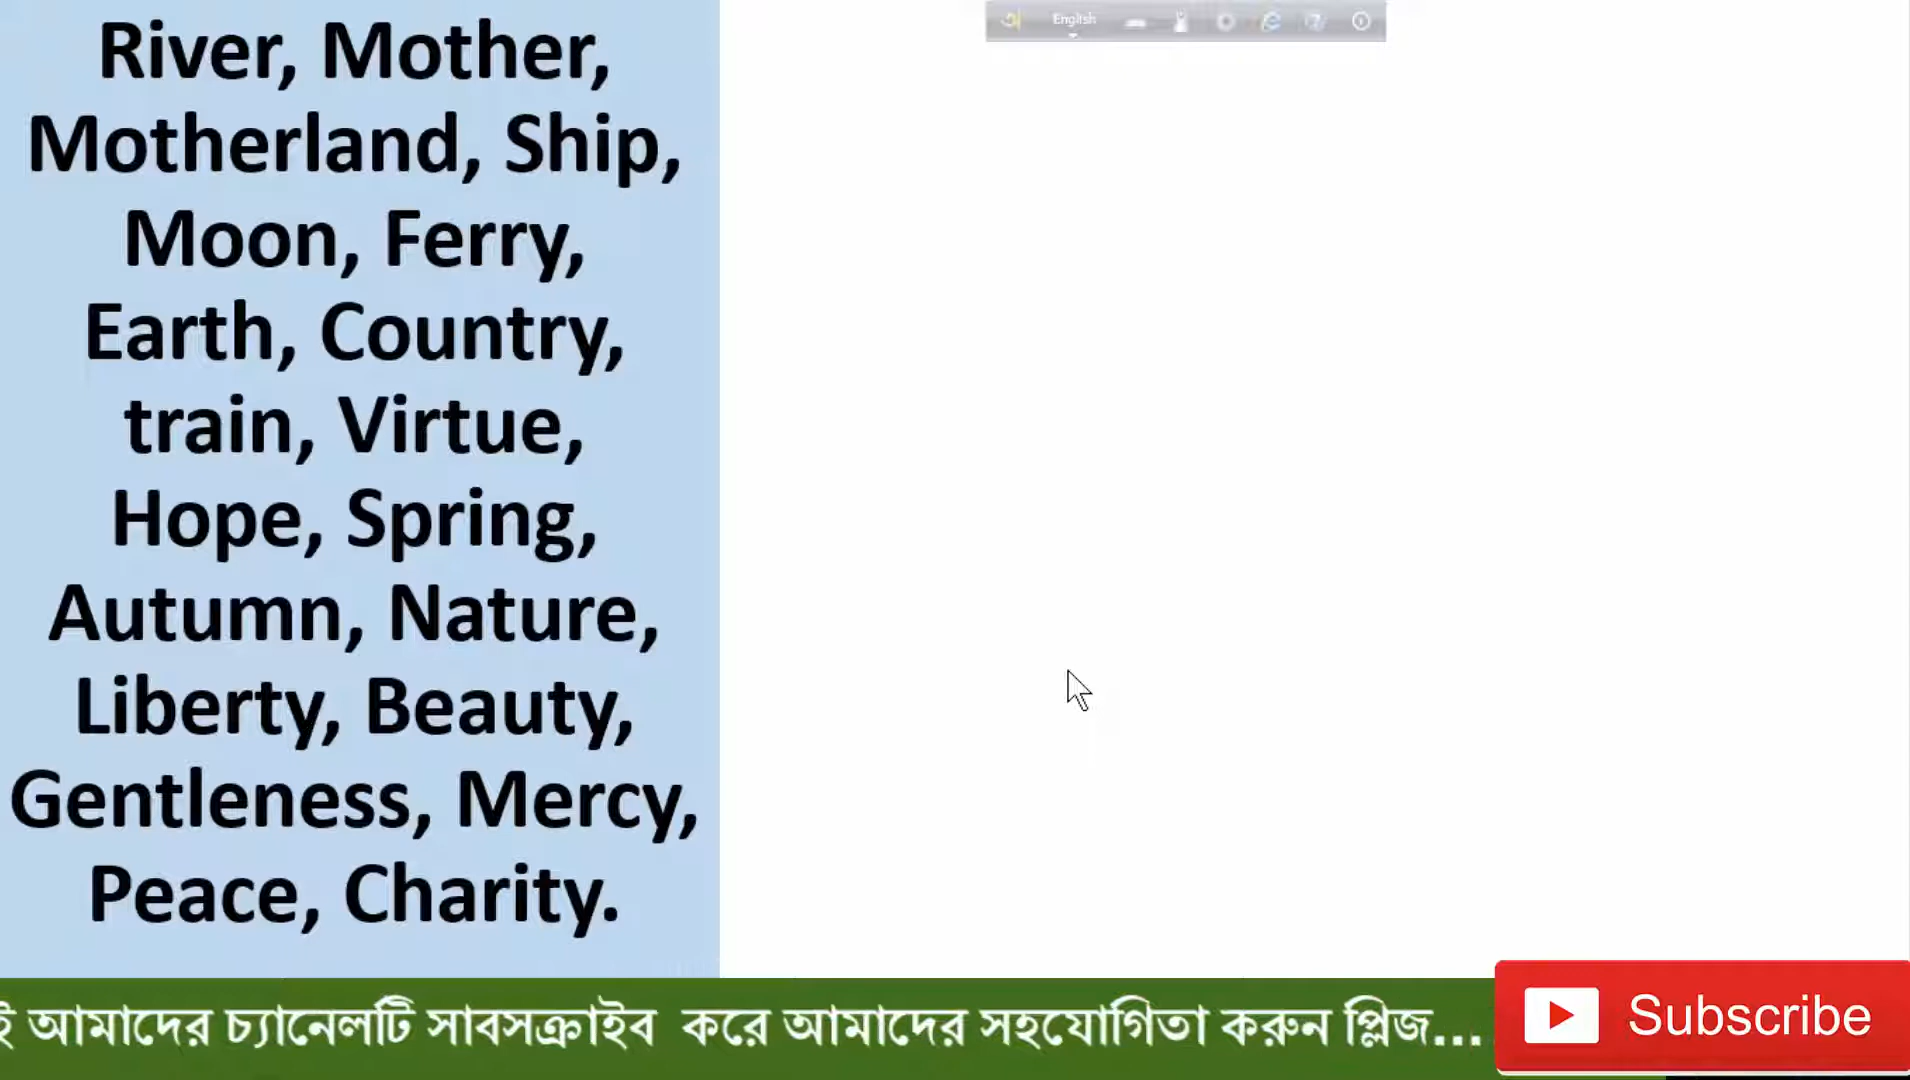 River, Mother,
Motherland, Ship,
Moon, Ferry,
Earth, Country,
train, Virtue,
Hope, Spring,
Autumn, Nature,
Liberty, Beauty,
Gentleness, Mercy,
Peace, Charity.
English
ই আমাদের চ্যানেলটি সাবসক্রাইব করে আমাদের সহযোগিতা করুন প্লিজ...
Subscribe